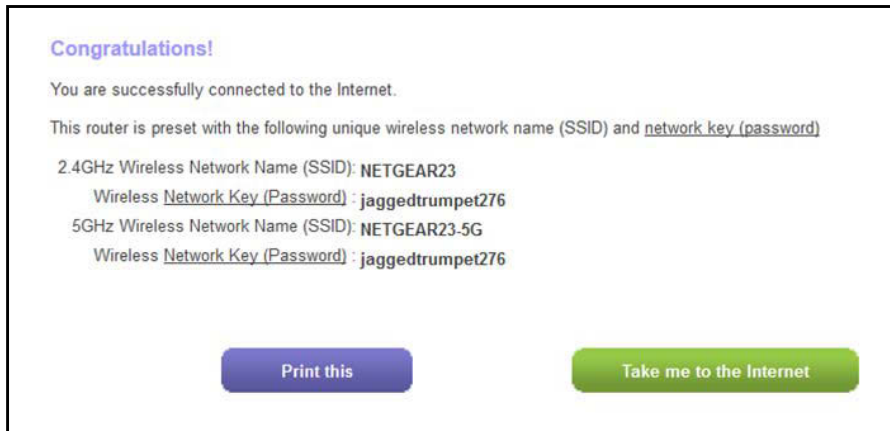 Congratulations!
You are successfully connected to the Internet.
This router is preset with the following unique wireless network name (SSID) and network key (password)
2.4GHz Wireless Network Name (SSID): NETGEAR23
Wireless Network Key (Password) : jaggedtrumpet276
5GHz Wireless Network Name (SSID): NETGEAR23-5G
Wireless Network Key (Password) : jaggedtrumpet276
Print this
Take me to the Internet